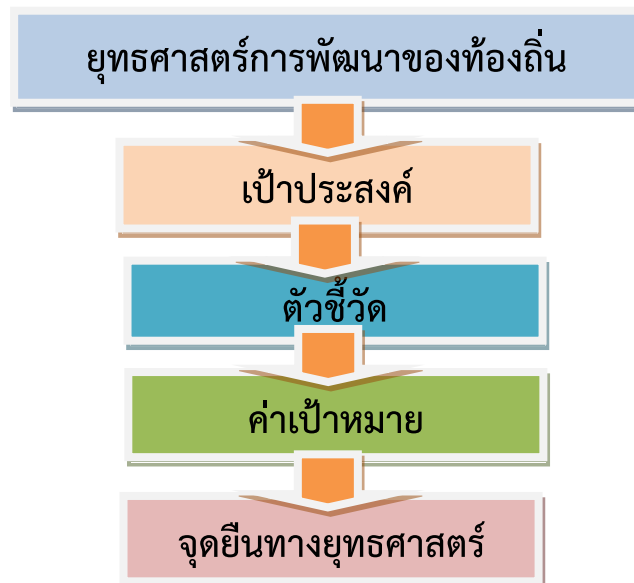 ยุทธศาสตร์การพัฒนาของท้องถิ่น
เป้าประสงค์
ตัวชี้วัด
ค่าเป้าหมาย
จุดยืนทางยุทธศาสตร์